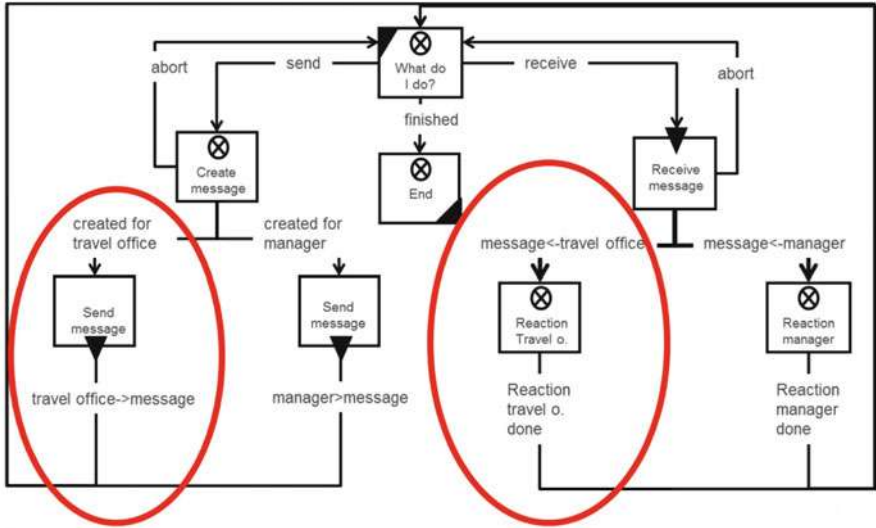 abort
send
What do
I do?
receive
abort
finished
Create
message
End
Receive
message
created for
travel office
created for
manager
message<-travel office
message<-manager
Send
message
Send
message
Reaction
Travel o.
Reaction
manager
travel office->message
manager>message
Reaction
travel o.
done
Reaction
manager
done